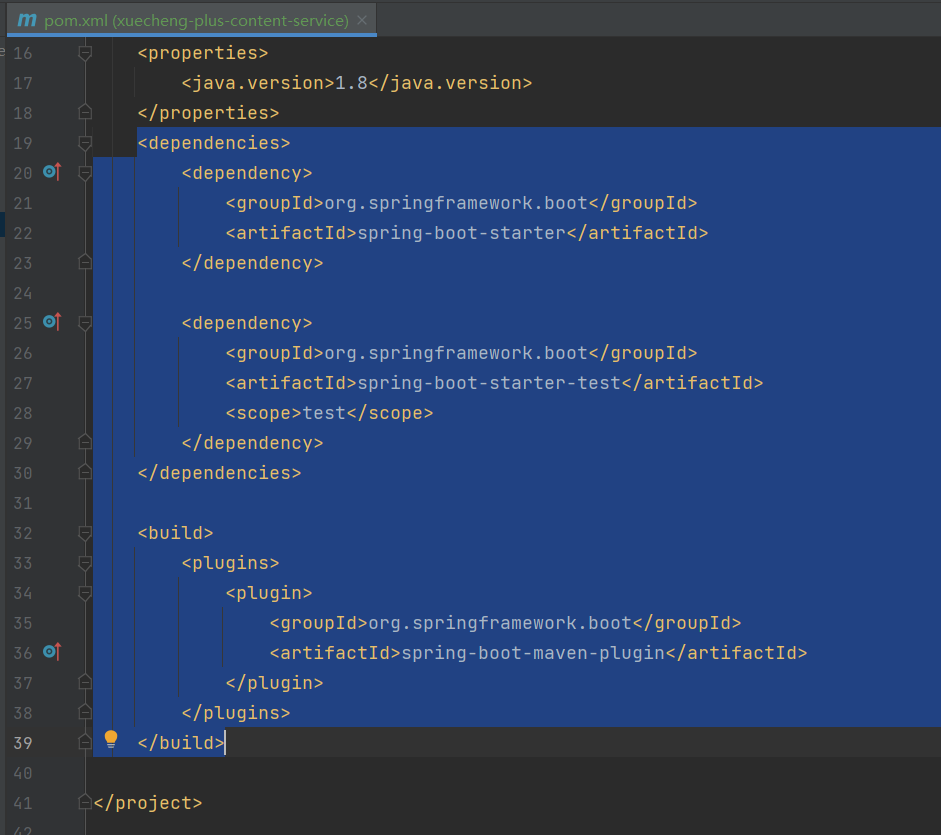 m pom.xml (xuecheng-plus-content-service) ×
16 <properties>
17 <java.version>1.8</java.version>
18 </properties>
19 <dependencies>
20 <dependency>
21 <groupId>org.springframework.boot</groupId>
22 <artifactId>spring-boot-starter</artifactId>
23 </dependency>
24
25 <dependency>
26 <groupId>org.springframework.boot</groupId>
27 <artifactId>spring-boot-starter-test</artifactId>
28 <scope>test</scope>
29 </dependency>
30 </dependencies>
31
32 <build>
33 <plugins>
34 <plugin>
35 <groupId>org.springframework.boot</groupId>
36 <artifactId>spring-boot-maven-plugin</artifactId>
37 </plugin>
38 </plugins>
39 </build>
40
41 </project>
42